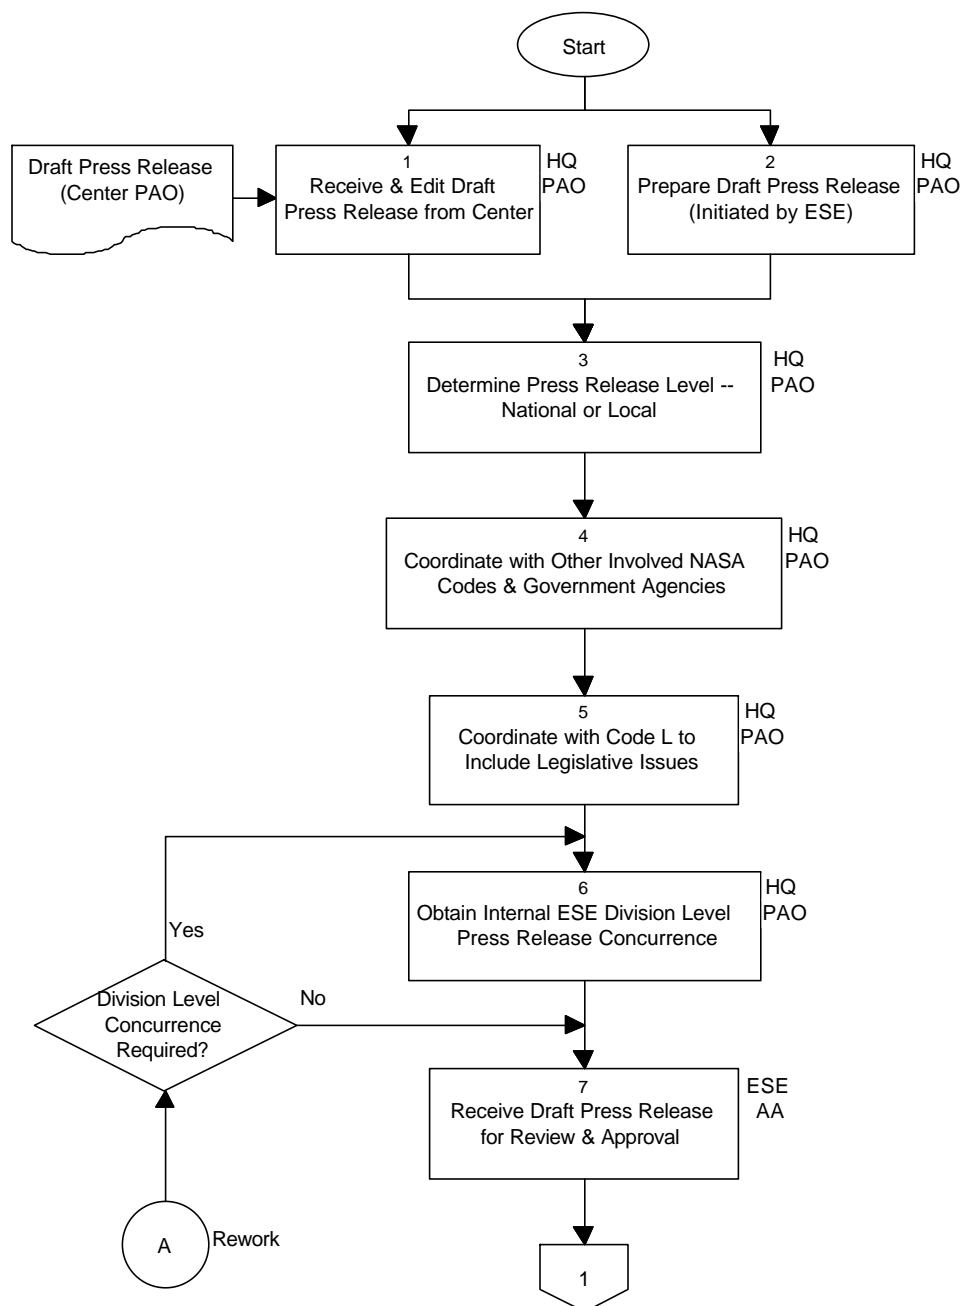 Start
Draft Press Release
(Center PAO)
1
Receive & Edit Draft
Press Release from Center
HQ
PAO
2
Prepare Draft Press Release
(Initiated by ESE)
HQ
PAO
3
Determine Press Release Level --
National or Local
HQ
PAO
4
Coordinate with Other Involved NASA
Codes & Government Agencies
HQ
PAO
5
Coordinate with Code L to
Include Legislative Issues
HQ
PAO
6
Obtain Internal ESE Division Level
Press Release Concurrence
HQ
PAO
Yes
Division Level
Concurrence
Required?
No
7
Receive Draft Press Release
for Review & Approval
ESE
AA
A
Rework
1